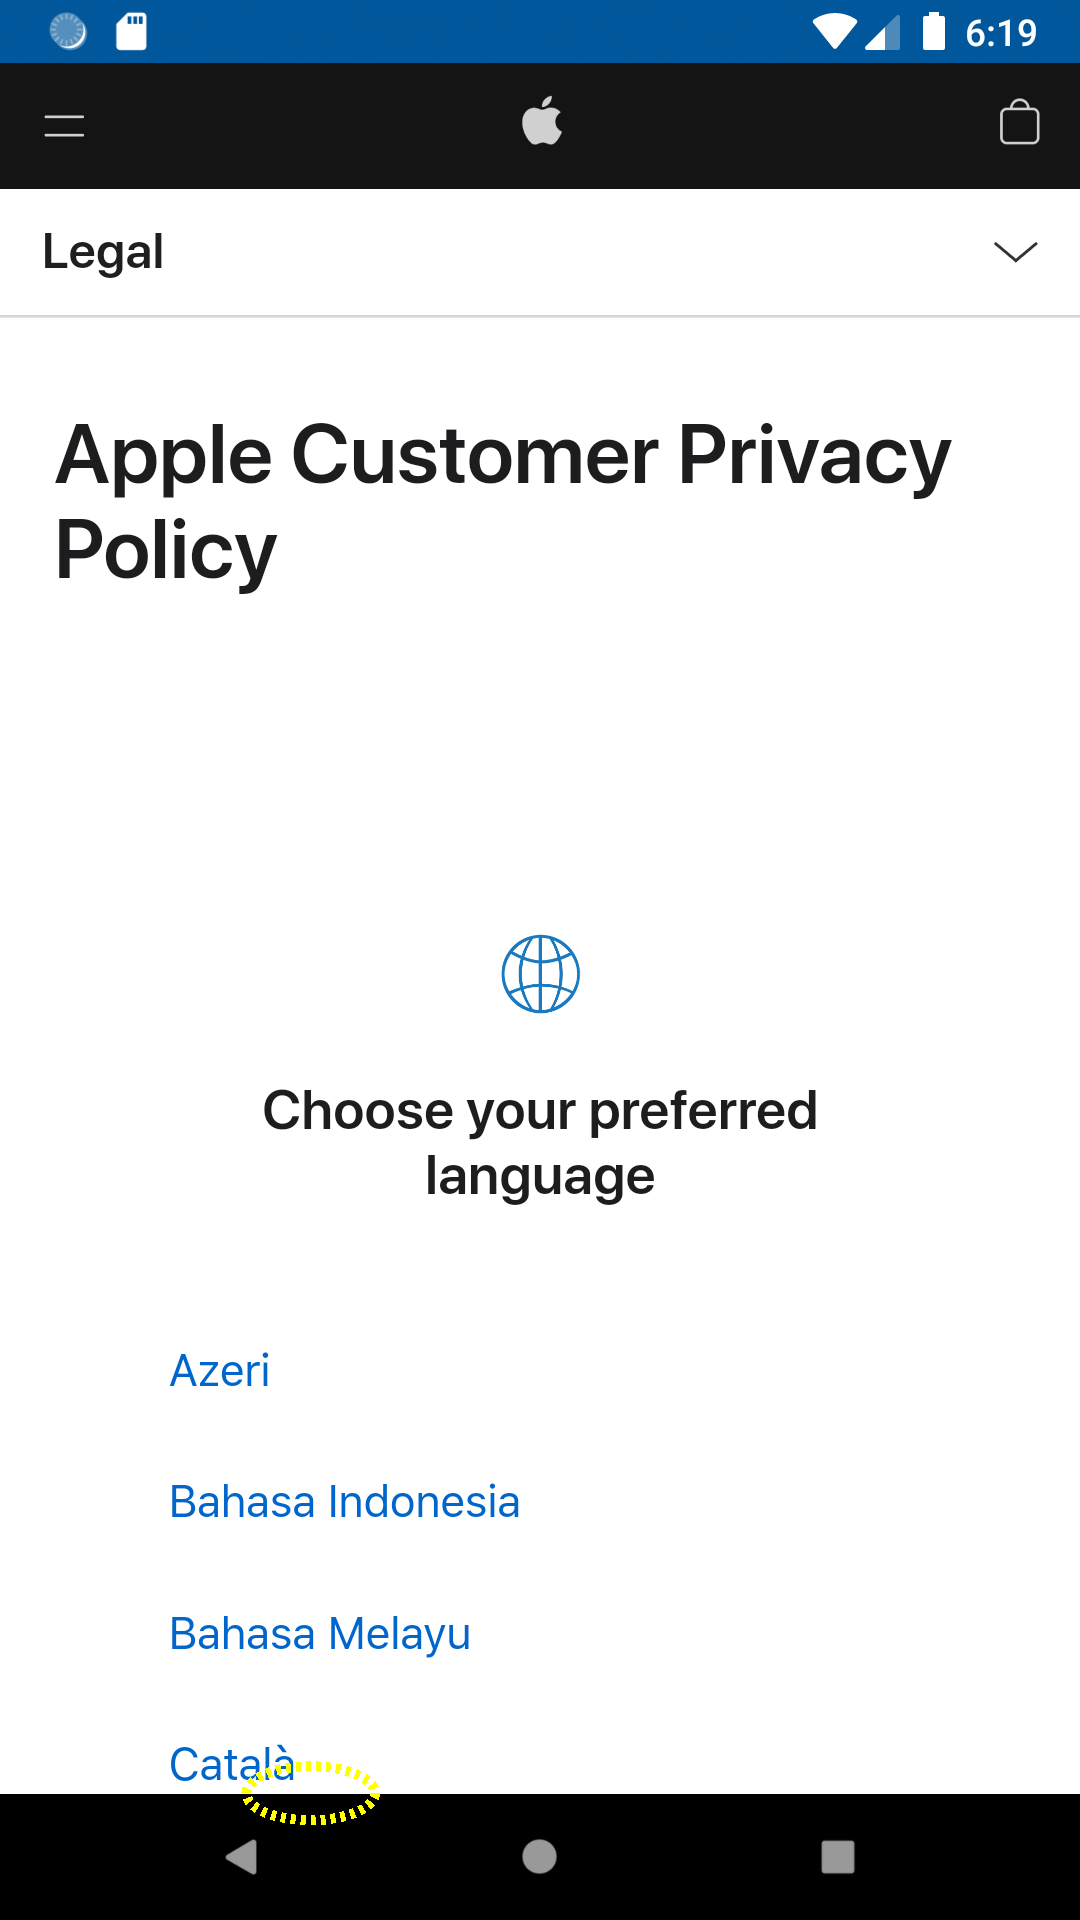 6:19
Legal
Apple Customer Privacy
Policy
Choose your preferred
language
Azeri
Bahasa Indonesia
Bahasa Melayu
Català